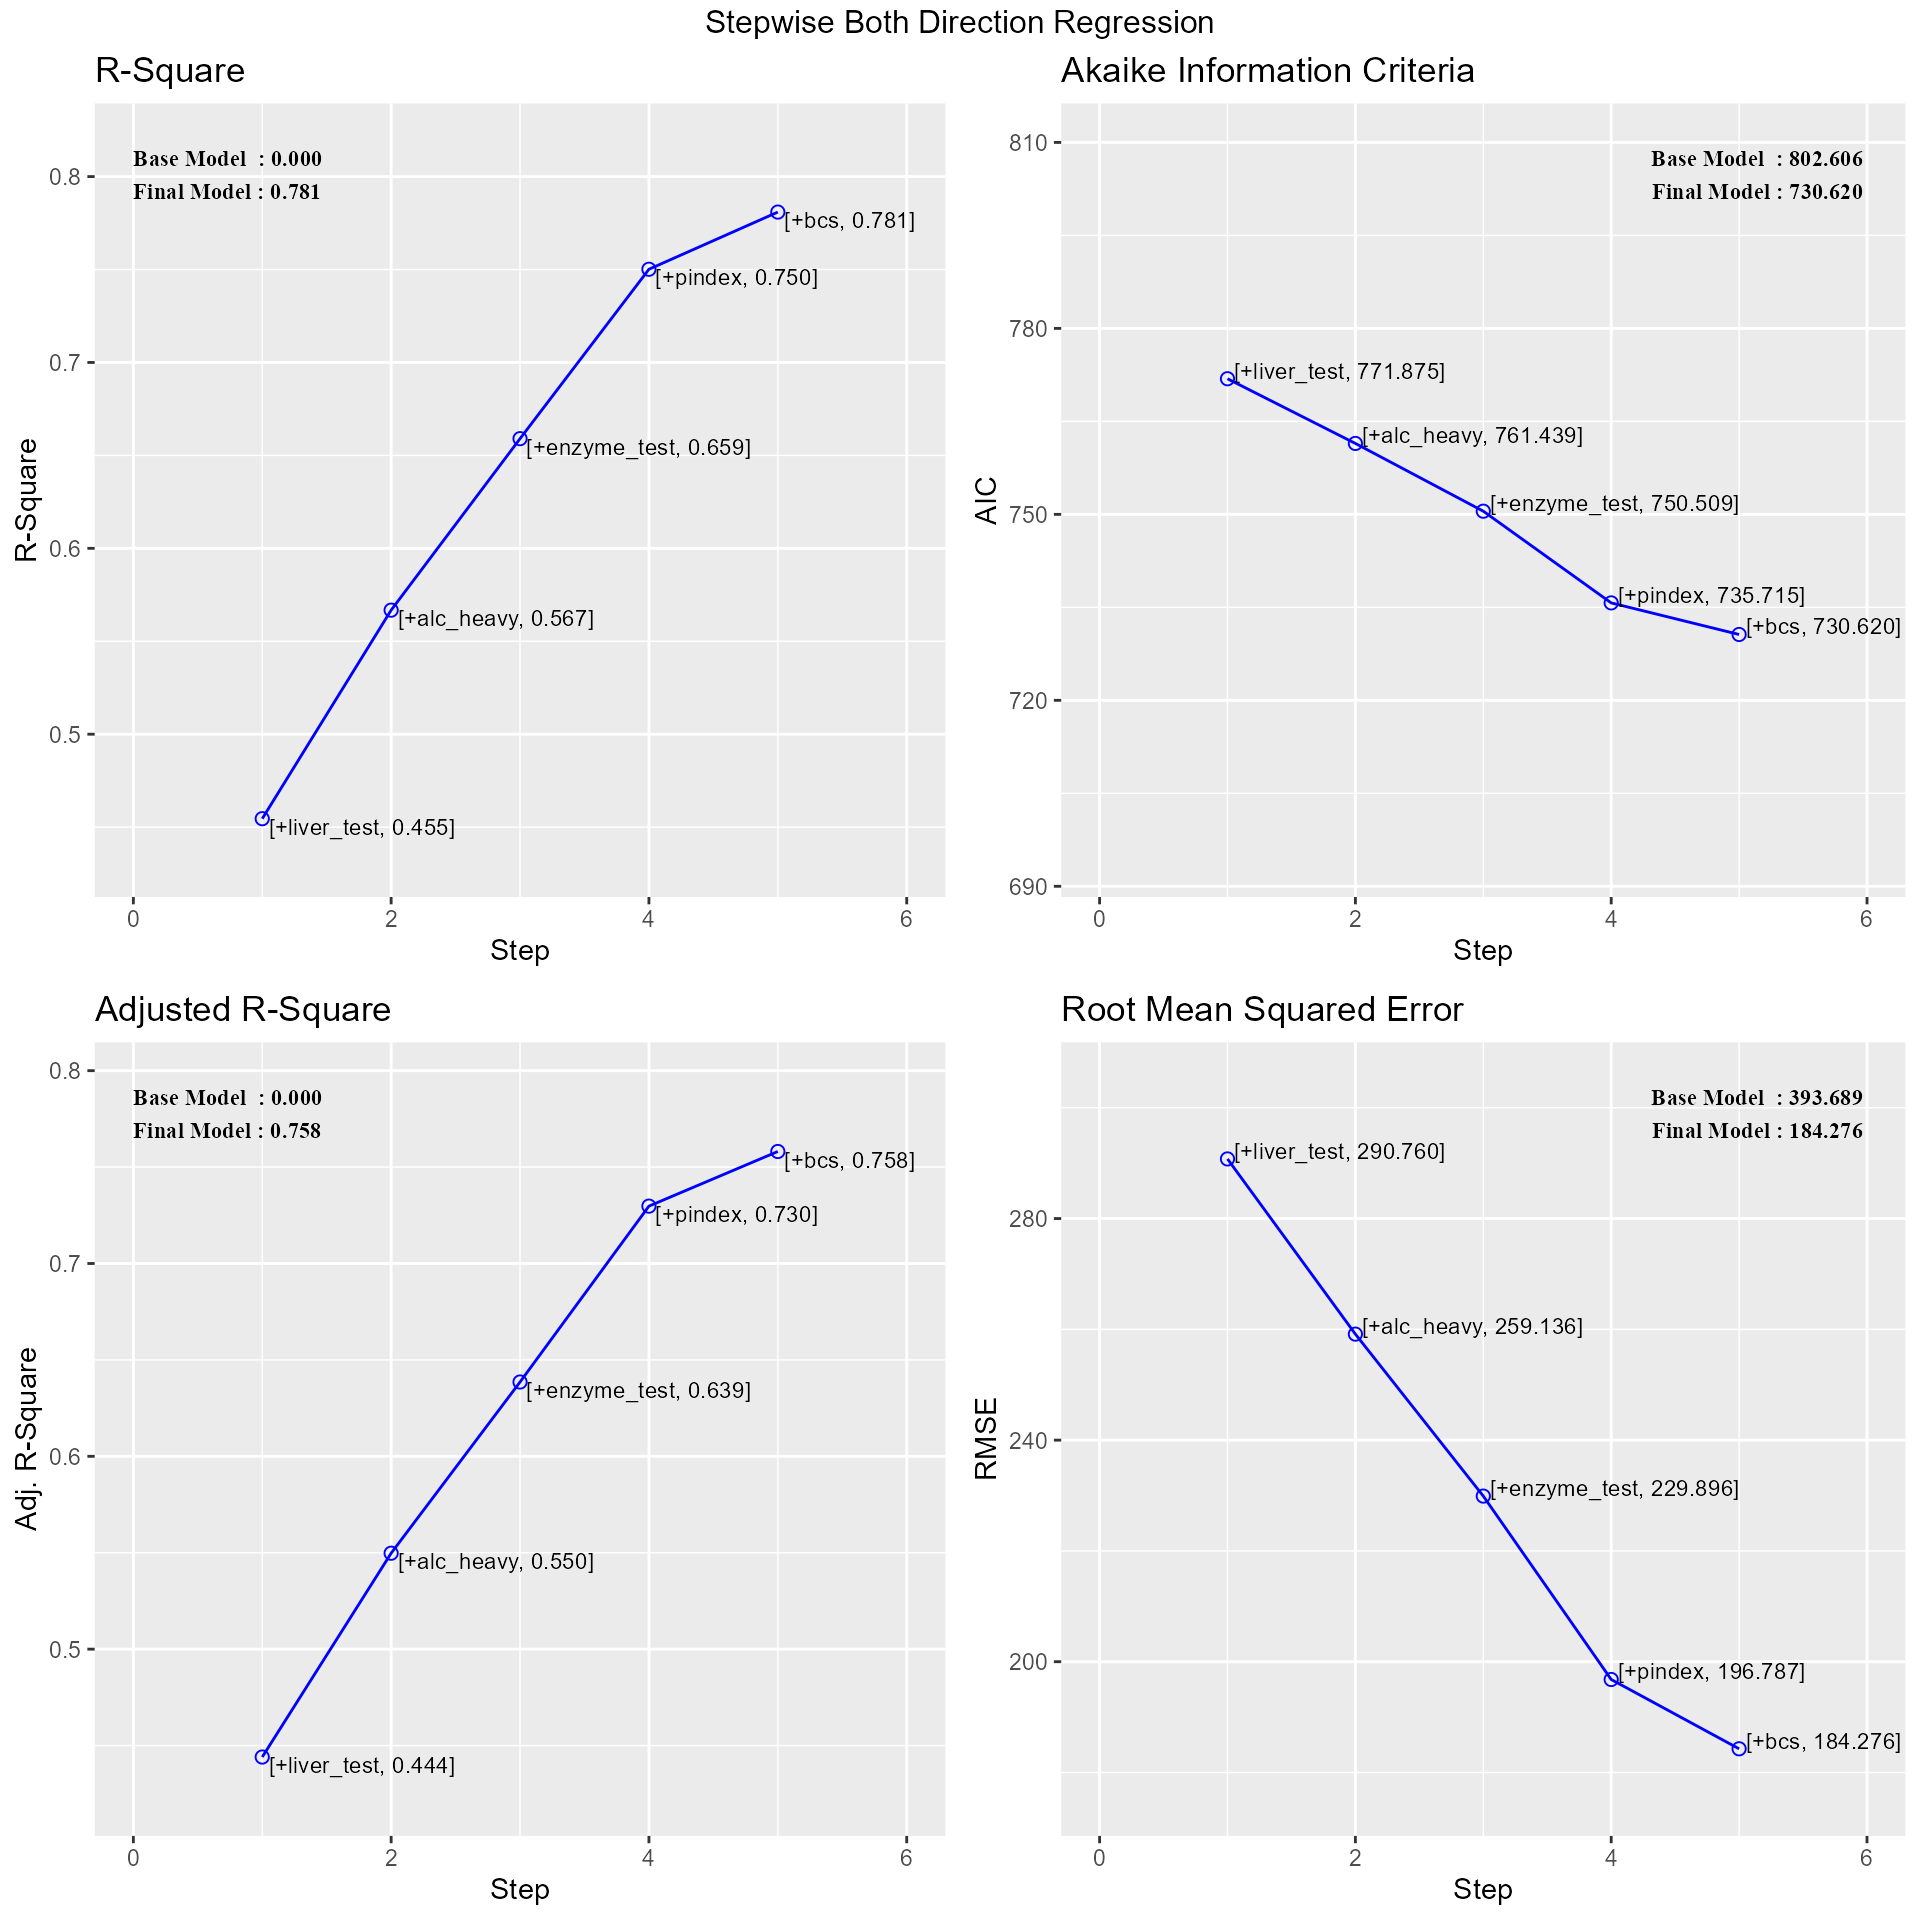 Stepwise Both Direction Regression
R-Square
Base Model : 0.000
Final Model : 0.781
0.8
0.7
0.6
0.5
R-Square
[+bcs, 0.781]
[+pindex, 0.750]
[+enzyme_test, 0.659]
[+alc_heavy, 0.567]
[+liver_test, 0.455]
0 2 4 6
Step
Akaike Information Criteria
Base Model : 802.606
Final Model : 730.620
810
780
750
720
690
AIC
[+liver_test, 771.875]
[+alc_heavy, 761.439]
[+enzyme_test, 750.509]
[+pindex, 735.715]
[+bcs, 730.620]
0 2 4 6
Step
Adjusted R-Square
Base Model : 0.000
Final Model : 0.758
0.8
0.7
0.6
0.5
Adj. R-Square
[+bcs, 0.758]
[+pindex, 0.730]
[+enzyme_test, 0.639]
[+alc_heavy, 0.550]
[+liver_test, 0.444]
0 2 4 6
Step
Root Mean Squared Error
Base Model : 393.689
Final Model : 184.276
280
240
200
RMSE
[+liver_test, 290.760]
[+alc_heavy, 259.136]
[+enzyme_test, 229.896]
[+pindex, 196.787]
[+bcs, 184.276]
0 2 4 6
Step